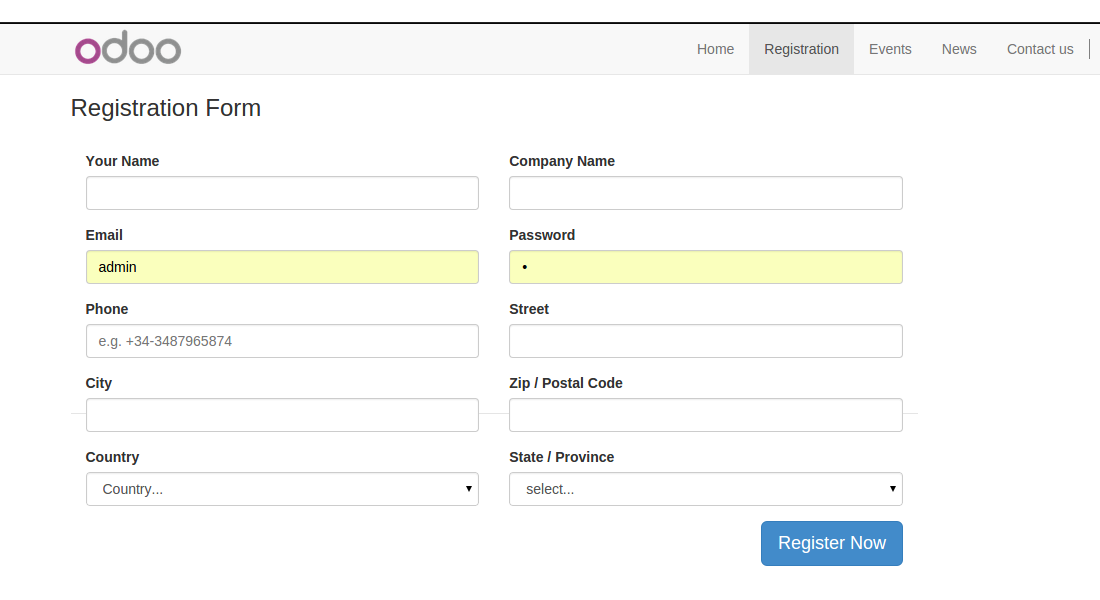 odoo
Home Registration Events News Contact us
Registration Form
Your Name Company Name
Email Password
admin •
Phone Street
e.g. +34-3487965874
City Zip / Postal Code
Country State / Province
Country... select...
Register Now